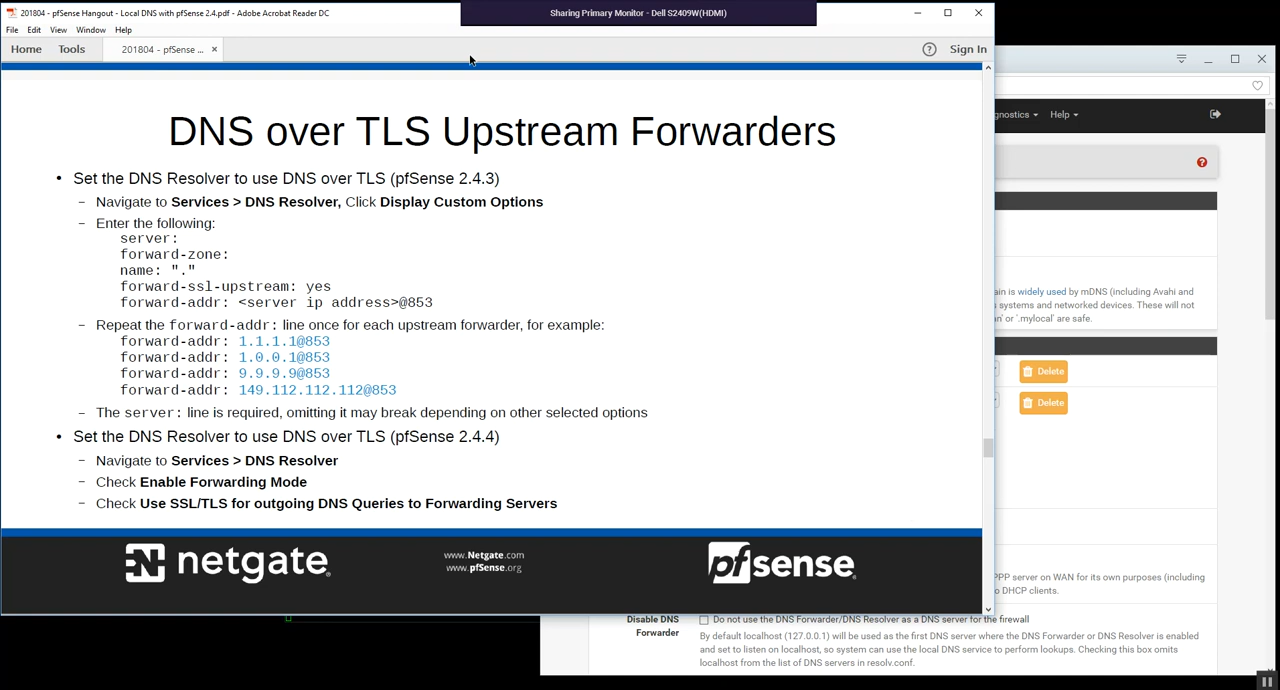 201804 - pfSense Hangout - Local DNS with pfSense 2.4.pdf - Adobe Acrobat Reader DC
Sharing Primary Monitor - Dell S2409W(HDMI)
File Edit View Window Help
Home Tools 201804 - pfSense ... × ? Sign In
DNS over TLS Upstream Forwarders
• Set the DNS Resolver to use DNS over TLS (pfSense 2.4.3)
– Navigate to Services > DNS Resolver, Click Display Custom Options
– Enter the following:
server:
forward-zone:
name: "."
forward-ssl-upstream: yes
forward-addr: <server ip address>@853
– Repeat the forward-addr: line once for each upstream forwarder, for example:
forward-addr: 1.1.1.1@853
forward-addr: 1.0.0.1@853
forward-addr: 9.9.9.9@853
forward-addr: 149.112.112.112@853
– The server: line is required, omitting it may break depending on other selected options
• Set the DNS Resolver to use DNS over TLS (pfSense 2.4.4)
– Navigate to Services > DNS Resolver
– Check Enable Forwarding Mode
– Check Use SSL/TLS for outgoing DNS Queries to Forwarding Servers
netgate®
www.Netgate.com
www.pfSense.org
pfsense®
gnostics Help
ain is widely used by mDNS (including Avahi and
systems and networked devices. These will not
an' or '.mylocal' are safe.
Delete
Delete
PPP server on WAN for its own purposes (including
o DHCP clients.
Disable DNS
Forwarder
Do not use the DNS Forwarder/DNS Resolver as a DNS server for the firewall
By default localhost (127.0.0.1) will be used as the first DNS server where the DNS Forwarder or DNS Resolver is enabled
and set to listen on localhost, so system can use the local DNS service to perform lookups. Checking this box omits
localhost from the list of DNS servers in resolv.conf.